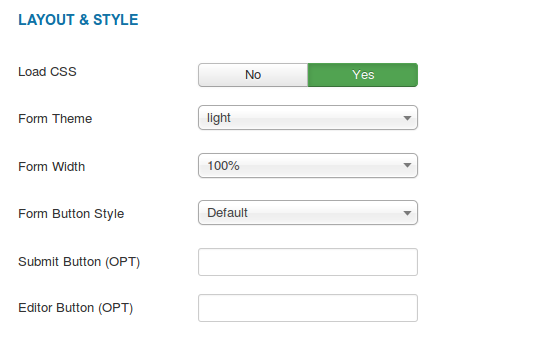 LAYOUT & STYLE
Load CSS No Yes
Form Theme light
Form Width 100%
Form Button Style Default
Submit Button (OPT)
Editor Button (OPT)